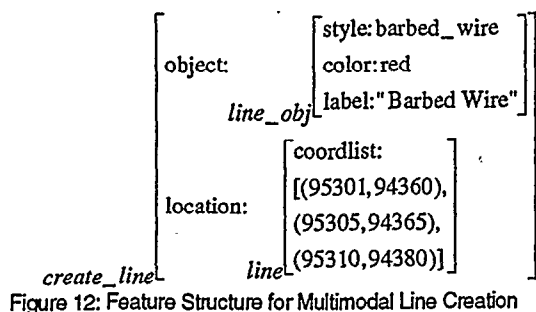 style:barbed_wire
object: color:red
line_obj label:"Barbed Wire"
coordlist:
[(95301,94360),
location: (95305,94365),
create_line line (95310,94380)]
Figure 12: Feature Structure for Multimodal Line Creation